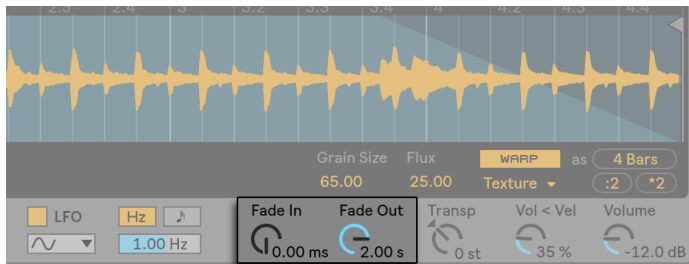 2.3 2.4 3 3.2 3.3 3.4 4 4.2 4.3 4.4
Grain Size Flux WARP as 4 Bars
65.00 25.00 Texture :2 *2
LFO Hz Fade In Fade Out Transp Vol < Vel Volume
1.00 Hz 0.00 ms 2.00 s 0 st 35 % -12.0 dB